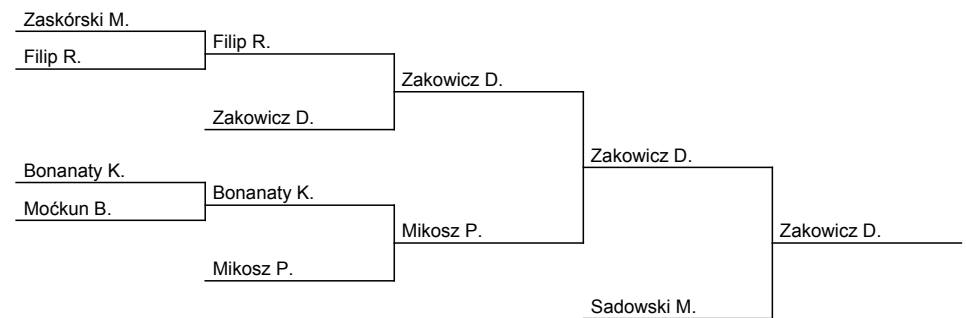 Zaskórski M.
Filip R.
Filip R.
Zakowicz D.
Zakowicz D.
Bonanaty K.
Moćkun B.
Bonanaty K.
Mikosz P.
Mikosz P.
Zakowicz D.
Sadowski M.
Zakowicz D.